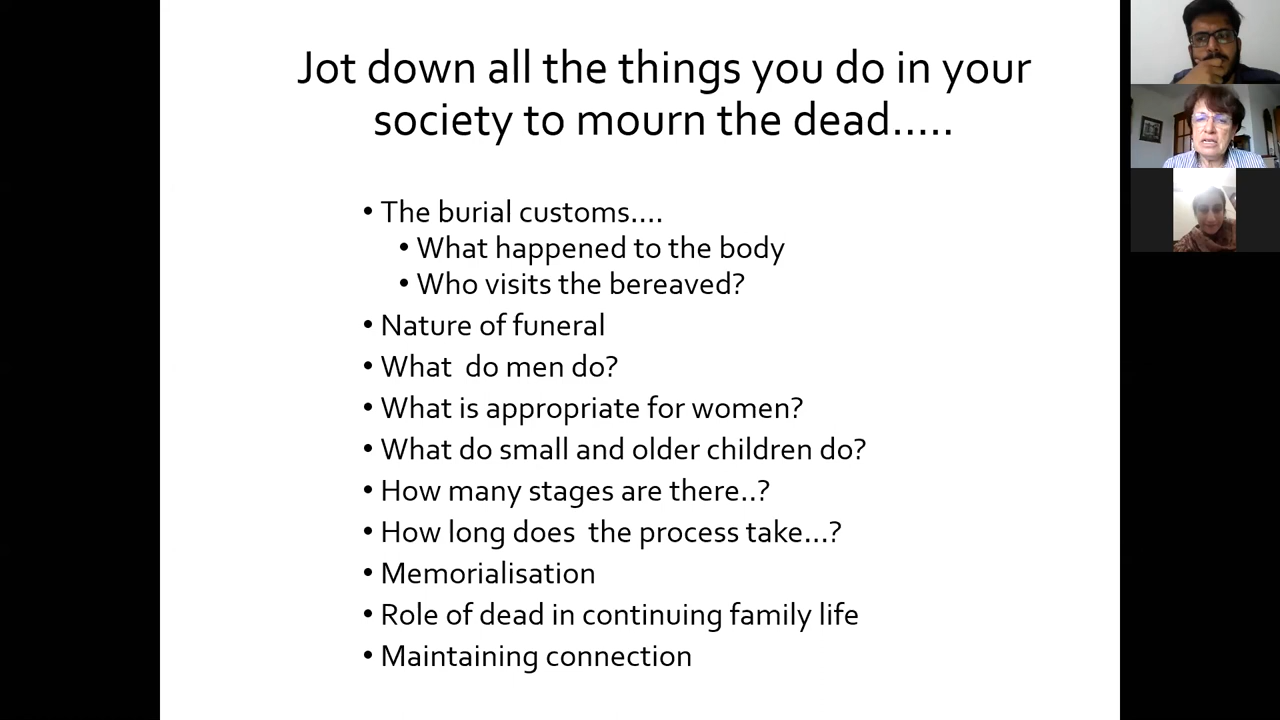 Jot down all the things you do in your
society to mourn the dead.....
• The burial customs....
• What happened to the body
• Who visits the bereaved?
• Nature of funeral
• What  do men do?
• What is appropriate for women?
• What do small and older children do?
• How many stages are there..?
• How long does  the process take...?
• Memorialisation
• Role of dead in continuing family life
• Maintaining connection